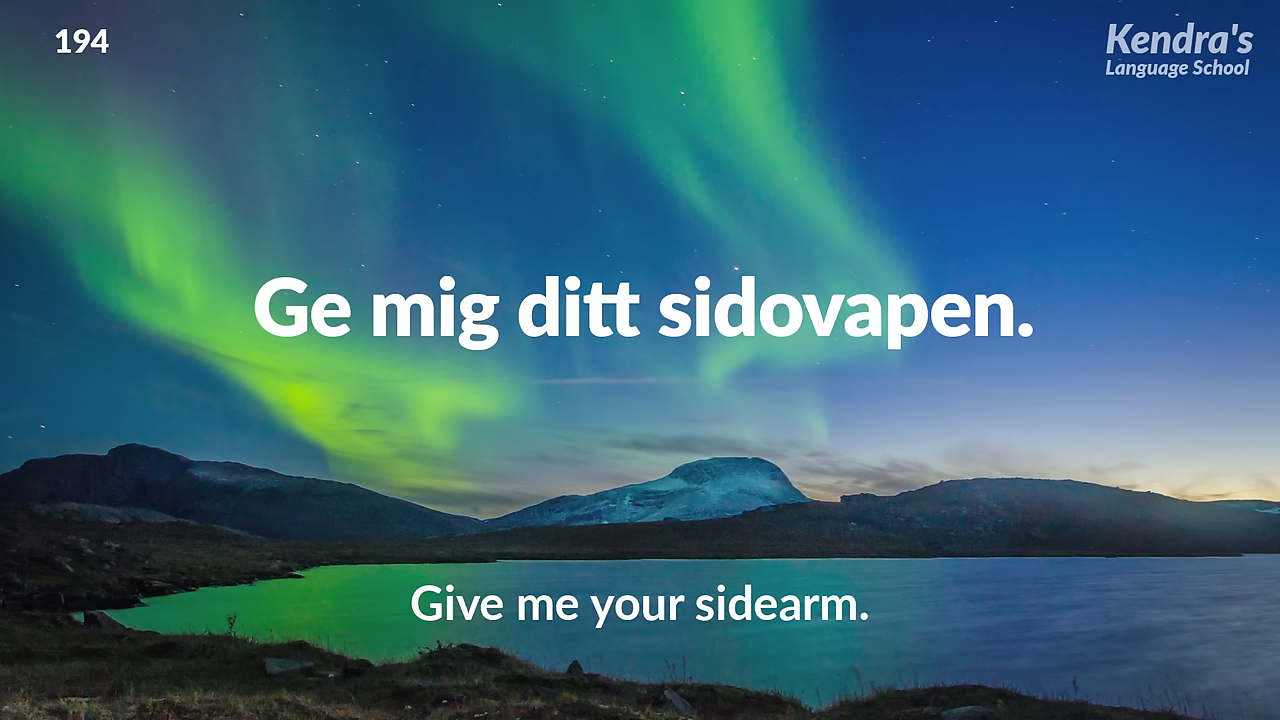 194
Kendra's
Language School
Ge mig ditt sidovapen.
Give me your sidearm.